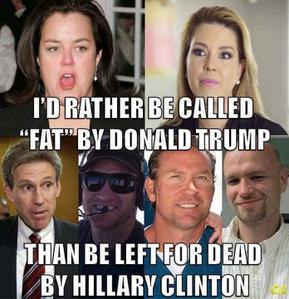 I'D RATHER BE CALLED
"FAT" BY DONALD TRUMP
THAN BE LEFT FOR DEAD
BY HILLARY CLINTON